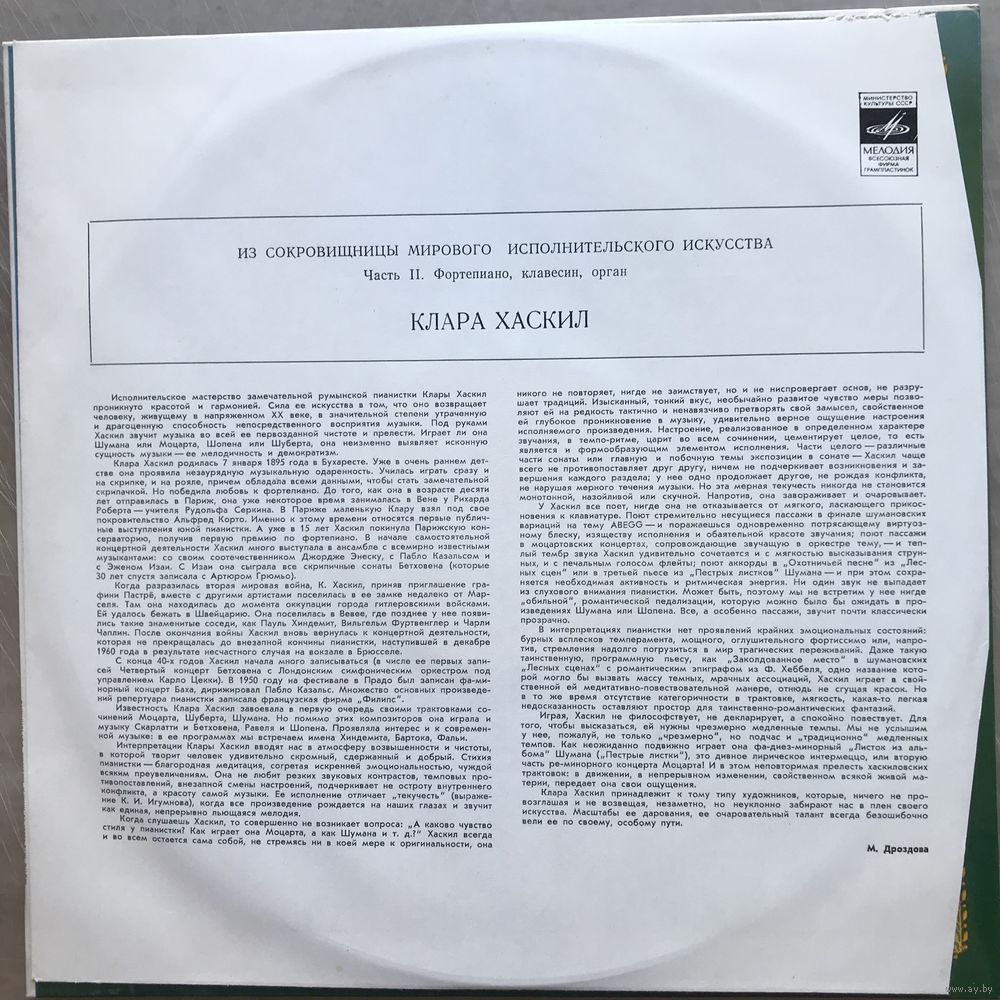 МИНИСТЕРСТВО
КУЛЬТУРЫ СССР
МЕЛОДИЯ
ВСЕСОЮЗНАЯ
ФИРМА
ГРАМПЛАСТИНОК
ИЗ СОКРОВИЩНИЦЫ МИРОВОГО ИСПОЛНИТЕЛЬСКОГО ИСКУССТВА
Часть II. Фортепиано, клавесин, орган
КЛАРА ХАСКИЛ
Исполнительское мастерство замечательной румынской пианистки Клары Хаскил
проникнуто красотой и гармонией. Сила ее искусства в том, что оно возвращает
человеку, живущему в напряженном XX веке, в значительной степени утраченную
и драгоценную способность непосредственного восприятия музыки. Под руками
Хаскил звучит музыка во всей ее первозданной чистоте и прелести. Играет ли она
Шумана или Моцарта, Шопена или Шуберта, она неизменно выявляет исконную
сущность музыки — ее мелодичность и демократизм.
Клара Хаскил родилась 7 января 1895 года в Бухаресте. Уже в очень раннем дет-
стве она проявила незаурядную музыкальную одаренность. Училась играть сразу и
на скрипке, и на рояле, причем обладала всеми данными, чтобы стать замечательной
скрипачкой. Но победила любовь к фортепиано. До того, как она в возрасте десяти
лет отправилась в Париж, она уже некоторое время занималась в Вене у Рихарда
Роберта — учителя Рудольфа Серкина. В Париже маленькую Клару взял под свое
покровительство Альфред Корто. Именно к этому времени относятся первые публич-
ные выступления юной пианистки. А уже в 15 лет Хаскил покинула Парижскую кон-
серваторию, получив первую премию по фортепиано. В начале самостоятельной
концертной деятельности Хаскил много выступала в ансамбле с всемирно известными
музыкантами: со своим соотечественником Джордже Энеску, с Пабло Казальсом и
с Эженом Изаи. С Изаи она сыграла все скрипичные сонаты Бетховена (которые
30 лет спустя записала с Артюром Грюмьо).
Когда разразилась вторая мировая война, К. Хаскил, приняв приглашение гра-
фини Пастрё, вместе с другими артистами поселилась в ее замке недалеко от Мар-
селя. Там она находилась до момента оккупации города гитлеровскими войсками.
Ей удалось бежать в Швейцарию. Она поселилась в Вевее, где позднее у нее появи-
лись такие знаменитые соседи, как Пауль Хиндемит, Вильгельм Фуртвенглер и Чарли
Чаплин. После окончания войны Хаскил вновь вернулась к концертной деятельности,
которая не прекращалась до внезапной кончины пианистки, наступившей в декабре
1960 года в результате несчастного случая на вокзале в Брюсселе.
С конца 40-х годов Хаскил начала много записываться (в числе ее первых запи-
сей Четвертый концерт Бетховена с Лондонским симфоническим оркестром под
управлением Карло Цекки). В 1950 году на фестивале в Прадо был записан фа-ми-
норный концерт Баха, дирижировал Пабло Казальс. Множество основных произведе-
ний репертуара пианистки записала французская фирма „Филипс“.
Известность Клара Хаскил завоевала в первую очередь своими трактовками со-
чинений Моцарта, Шуберта, Шумана. Но помимо этих композиторов она играла и
музыку Скарлатти и Бетховена, Равеля и Шопена. Проявляла интерес и к современ-
ной музыке: в ее программах мы встречаем имена Хиндемита, Бартока, Фальи.
Интерпретации Клары Хаскил вводят нас в атмосферу возвышенности и чистоты,
в которой творит человек удивительно скромный, сдержанный и добрый. Стихия
пианистки — благородная медитация, согретая искренней эмоциональностью, чуждой
всяким преувеличениям. Она не любит резких звуковых контрастов, темповых про-
тивопоставлений, внезапной смены настроений, подчеркивает не остроту внутреннего
конфликта, а красоту самой музыки. Ее исполнение отличает „текучесть“ (выраже-
ние К. И. Игумнова), когда все произведение рождается на наших глазах и звучит
как единая, непрерывно льющаяся мелодия.
Когда слушаешь Хаскил, то совершенно не возникает вопроса: „А каково чувство
стиля у пианистки? Как играет она Моцарта, а как Шумана и т. д.?“ Хаскил всегда
и во всем остается сама собой, не стремясь ни в коей мере к оригинальности, она
никого не повторяет, нигде не заимствует, но и не ниспровергает основ, не разру-
шает традиций. Изысканный, тонкий вкус, необычайно развитое чувство меры позво-
ляют ей на редкость тактично и ненавязчиво претворять свой замысел, свойственное
ей глубокое проникновение в музыку, удивительно верное ощущение настроения
исполняемого произведения. Настроение, реализованное в определенном характере
звучания, в темпо-ритме, царит во всем сочинении, цементирует целое, то есть
является и формообразующим элементом исполнения. Части целого — различные
части сонаты или главную и побочную темы экспозиции в сонате — Хаскил чаще
всего не противопоставляет друг другу, ничем не подчеркивает возникновения и за-
вершения каждого раздела; у нее одно продолжает другое, не рождая конфликта,
не нарушая мерного течения музыки. Но эта мерная текучесть никогда не становится
монотонной, назойливой или скучной. Напротив, она завораживает и очаровывает.
У Хаскил все поет, нигде она не отказывается от мягкого, ласкающего прикос-
новения к клавиатуре. Поют стремительно несущиеся пассажи в финале шумановских
вариаций на тему ABEGG — и поражаешься одновременно потрясающему виртуоз-
ному блеску, изяществу исполнения и обаятельной красоте звучания; поют пассажи
в моцартовских концертах, сопровождающие звучащую в оркестре тему, — и теп-
лый тембр звука Хаскил удивительно сочетается и с мягкостью высказывания струн-
ных, и с печальным голосом флейты; поют аккорды в „Охотничьей песне“ из „Лес-
ных сцен“ или в третьей пьесе из „Пестрых листков“ Шумана — и при этом сохра-
няется необходимая активность и ритмическая энергия. Ни один звук не выпадает
из слухового внимания пианистки. Может быть, поэтому мы не встретим у нее нигде
„обильной“, романтической педализации, которую можно было бы ожидать в про-
изведениях Шумана или Шопена. Все, а особенно пассажи, звучит почти классически
прозрачно.
В интерпретациях пианистки нет проявлений крайних эмоциональных состояний:
бурных всплесков темперамента, мощного, оглушительного фортиссимо или, напро-
тив, стремления надолго погрузиться в мир трагических переживаний. Даже такую
таинственную, программную пьесу, как „Заколдованное место“ в шумановских
„Лесных сценах“ с романтическим эпиграфом из Ф. Хеббеля, одно название кото-
рой могло бы вызвать массу темных, мрачных ассоциаций, Хаскил играет в свой-
ственной ей медитативно-повествовательной манере, отнюдь не сгущая красок. Но
в то же время отсутствие категоричности в трактовке, мягкость, какая-то легкая
недосказанность оставляют простор для таинственно-романтических фантазий.
Играя, Хаскил не философствует, не декларирует, а спокойно повествует. Для
того, чтобы высказаться, ей нужны чрезмерно медленные темпы. Мы не услышим
у нее, пожалуй, не только „чрезмерно“, но подчас и „традиционно“ медленных
темпов. Как неожиданно подвижно играет она фа-диез-минорный „Листок из аль-
бома“ Шумана („Пестрые листки“), это дивное лирическое интермеццо, или вторую
часть ре-минорного концерта Моцарта! И в этом неповторимая прелесть хаскиловских
трактовок: в движении, в непрерывном изменении, свойственном всякой живой ма-
терии, передает она свои ощущения.
Клара Хаскил принадлежит к тому типу художников, которые, ничего не про-
возглашая и не возвещая, незаметно, но неуклонно забирают нас в плен своего
искусства. Масштабы ее дарования, ее очаровательный талант всегда безошибочно
вели ее по своему, особому пути.
М. Дроздова
www.ay.by